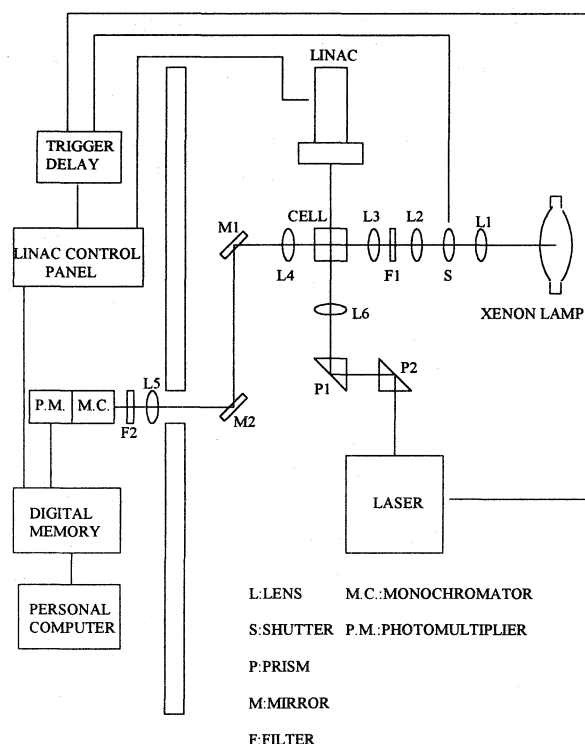 LINAC
TRIGGER
DELAY
M1
CELL
L3
L2
L1
LINAC CONTROL
PANEL
L4
F1
S
XENON LAMP
L6
P1
P2
L5
P.M.
M.C.
F2
M2
DIGITAL
MEMORY
LASER
PERSONAL
COMPUTER
L:LENS M.C.:MONOCHROMATOR
S:SHUTTER P.M.:PHOTOMULTIPLIER
P:PRISM
M:MIRROR
F:FILTER